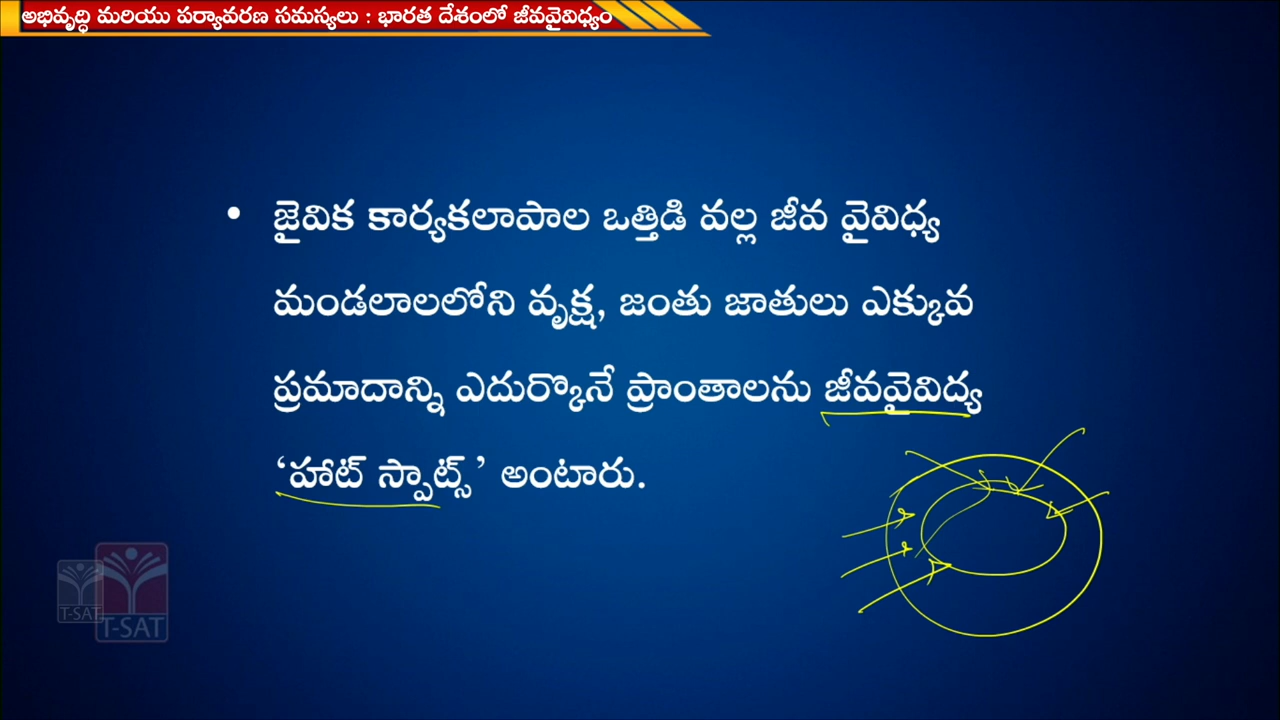 అభివృద్ధి మరియు పర్యావరణ సమస్యలు : భారత దేశంలో జీవవైవిధ్యం
• జైవిక కార్యకలాపాల ఒత్తిడి వల్ల జీవ వైవిధ్య
మండలాలలోని వృక్ష, జంతు జాతులు ఎక్కువ
ప్రమాదాన్ని ఎదుర్కొనే ప్రాంతాలను జీవవైవిద్య
‘హాట్ స్పాట్స్’ అంటారు.
T-SAT
T-SAT